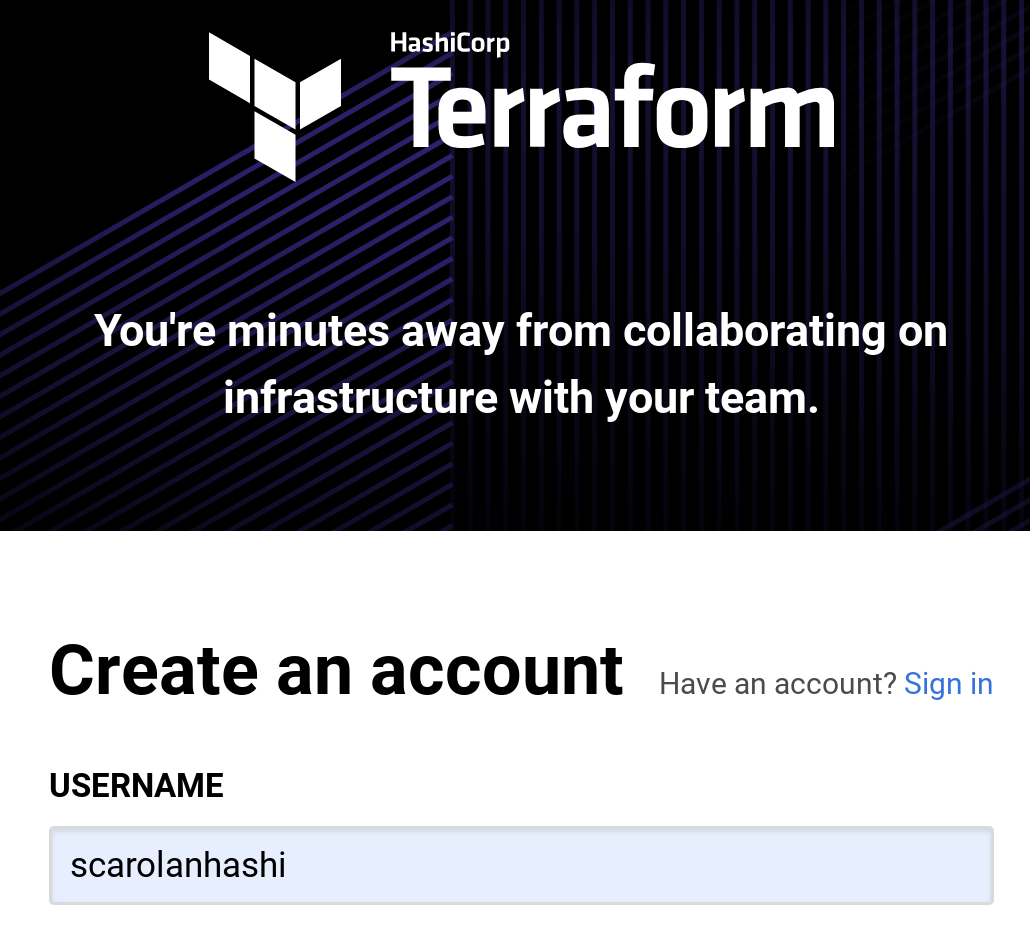 HashiCorp
Terraform
You're minutes away from collaborating on
infrastructure with your team.
Create an account Have an account? Sign in
USERNAME
scarolanhashi